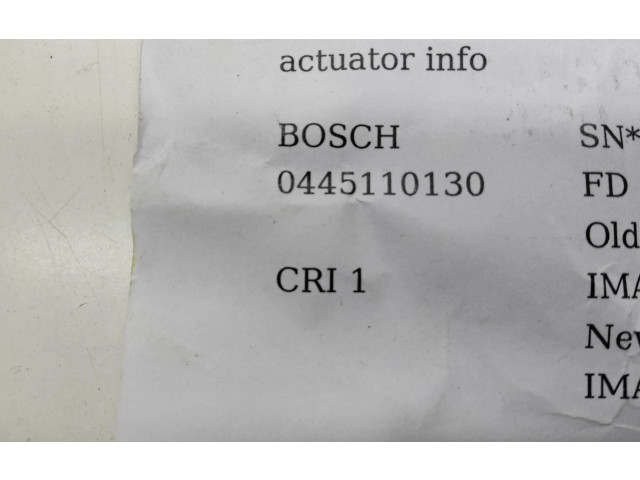 actuator info
BOSCH SN*
0445110130 FD
Old
CRI 1 IMA
New
IMA